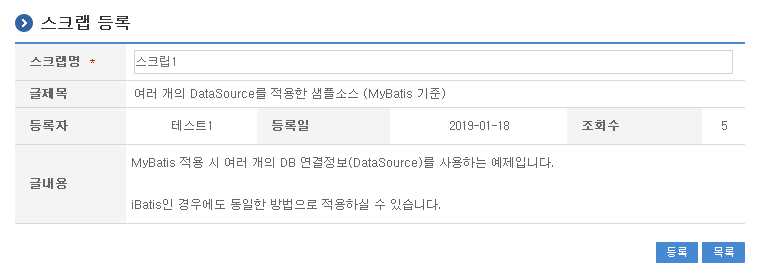 스크랩 등록
스크랩명 * 스크립1
글제목 여러 개의 DataSource를 적용한 샘플소스 (MyBatis 기준)
등록자 테스트1 등록일 2019-01-18 조회수 5
글내용 MyBatis 적용 시 여러 개의 DB 연결정보(DataSource)를 사용하는 예제입니다.
iBatis인 경우에도 동일한 방법으로 적용하실 수 있습니다.
등록 목록